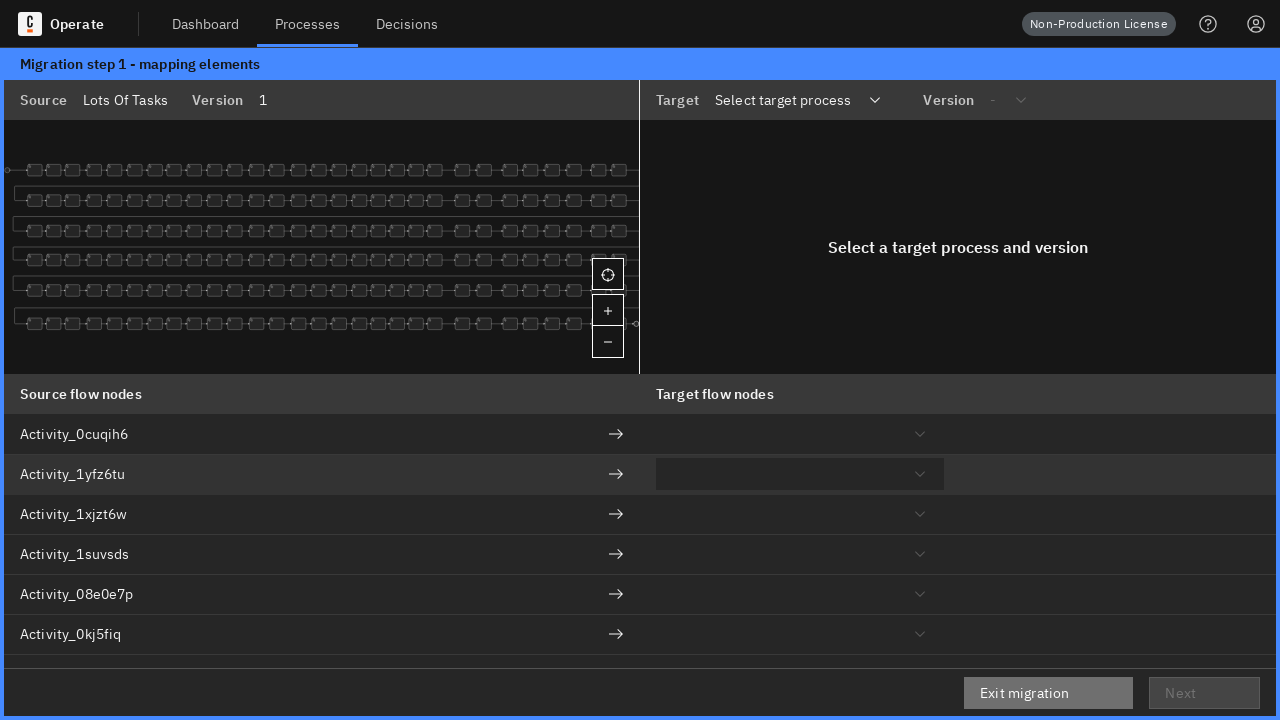 Operate Dashboard Processes Decisions Non-Production License
Migration step 1 - mapping elements
Source Lots Of Tasks Version 1 Target Select target process Version -
Select a target process and version
Source flow nodes Target flow nodes
Activity_0cuqih6
Activity_1yfz6tu
Activity_1xjzt6w
Activity_1suvsds
Activity_08e0e7p
Activity_0kj5fiq
Exit migration Next